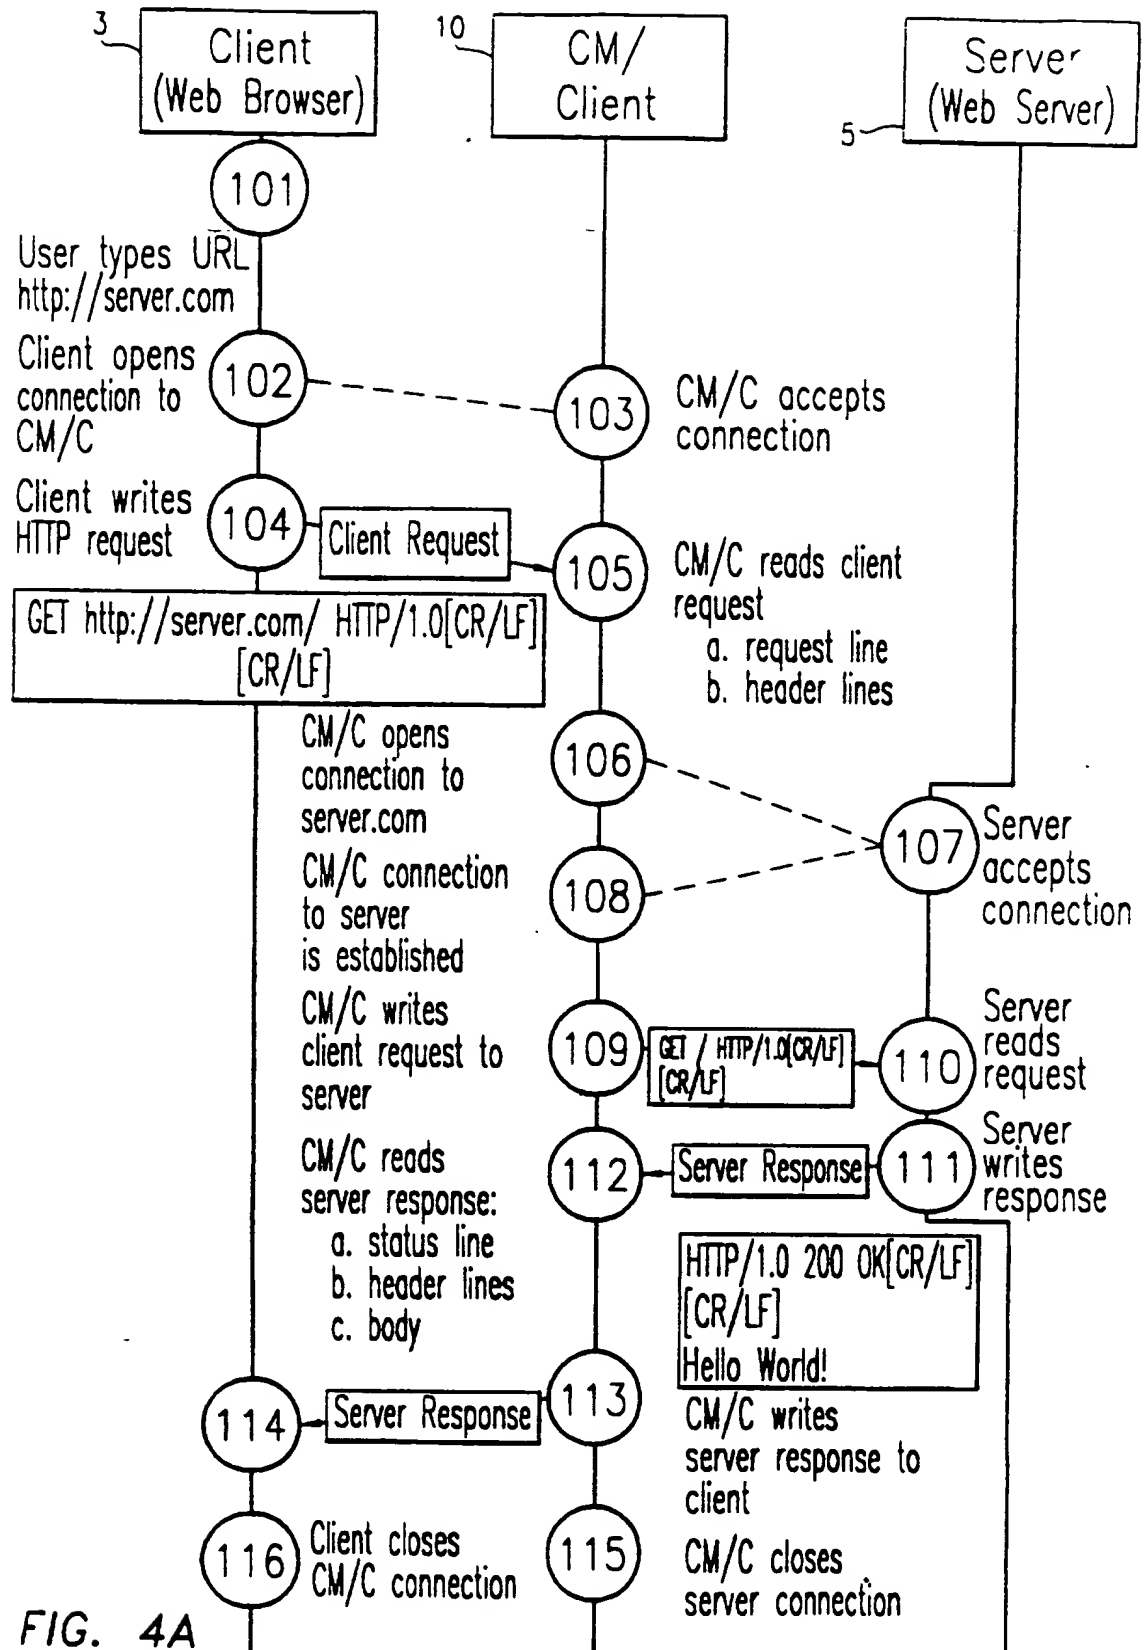 3
Client
(Web Browser)
10
CM/
Client
Server
(Web Server)
5
101
User types URL
http://server.com
Client opens
connection to
CM/C
102
103
CM/C accepts
connection
Client writes
HTTP request
104
Client Request
105
CM/C reads client
request
a. request line
b. header lines
GET http://server.com/ HTTP/1.0[CR/LF]
[CR/LF]
CM/C opens
connection to
server.com
106
107
Server
accepts
connection
CM/C connection
to server
is established
108
CM/C writes
client request to
server
109
GET / HTTP/1.0[CR/LF]
[CR/LF]
110
Server
reads
request
CM/C reads
server response:
a. status line
b. header lines
c. body
112
Server Response
111
Server
writes
response
HTTP/1.0 200 OK[CR/LF]
[CR/LF]
Hello World!
114
Server Response
113
CM/C writes
server response to
client
116
Client closes
CM/C connection
115
CM/C closes
server connection
FIG. 4A